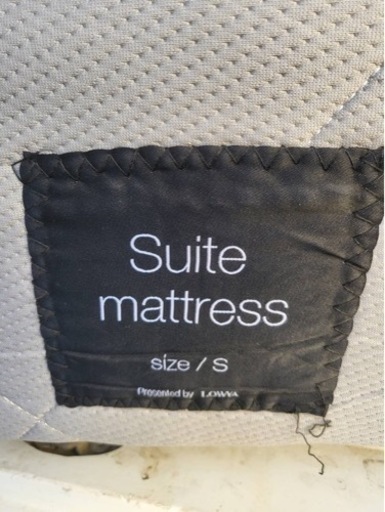 Suite
mattress
size / S
Presented by LOWYA